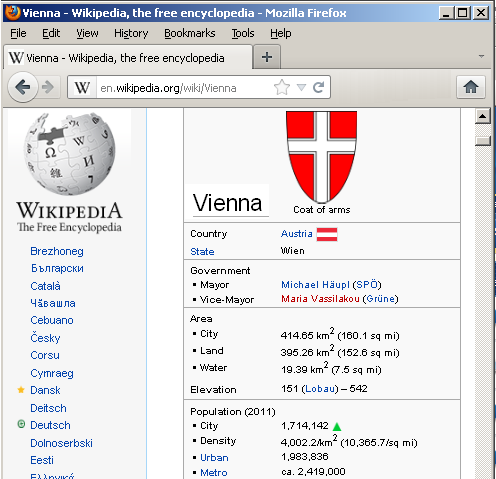 Vienna - Wikipedia, the free encyclopedia - Mozilla Firefox
File Edit View History Bookmarks Tools Help
W Vienna - Wikipedia, the free encyclopedia +
W en.wikipedia.org/wiki/Vienna
Ω W И 維
WIKIPEDIA
The Free Encyclopedia
Brezhoneg
Български
Català
Чӑвашла
Cebuano
Česky
Corsu
Cymraeg
Dansk
Deitsch
Deutsch
Dolnoserbski
Eesti
Ελληνικά
Vienna
Coat of arms
Country Austria
State Wien
Government
• Mayor Michael Häupl (SPÖ)
• Vice-Mayor Maria Vassilakou (Grüne)
Area
• City 414.65 km² (160.1 sq mi)
• Land 395.26 km² (152.6 sq mi)
• Water 19.39 km² (7.5 sq mi)
Elevation 151 (Lobau) – 542
Population (2011)
• City 1,714,142 ▲
• Density 4,002.2/km² (10,365.7/sq mi)
• Urban 1,983,836
• Metro ca. 2,419,000